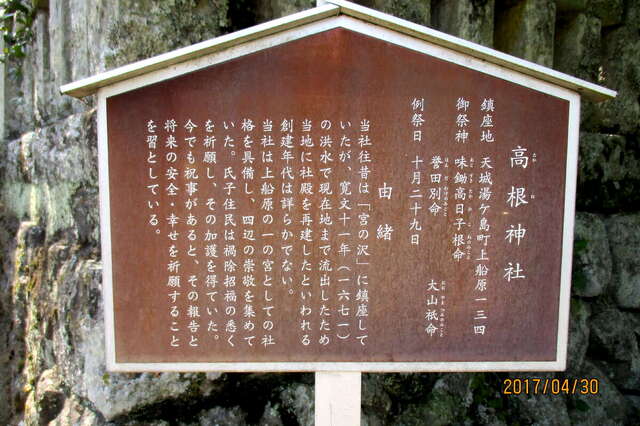 高根神社
たかね
鎮座地 天城湯ケ島町上船原一三四
御祭神 味鋤高日子根命
誉田別命 大山祇命
例祭日 十月二十九日
由緒
当社往昔は「宮の沢」に鎮座して
いたが、寛文十一年(一六七一)
の洪水で現在地まで流出したため
当地に社殿を再建したといわれる
創建年代は詳らかでない。
当社は上船原の一の宮としての社
格を具備し、四辺の崇敬を集めて
いた。氏子住民は禍除招福の悉く
を祈願し、その加護を得ていた。
今でも祝事があると、その報告と
将来の安全・幸せを祈願すること
を習としている。
2017/04/30